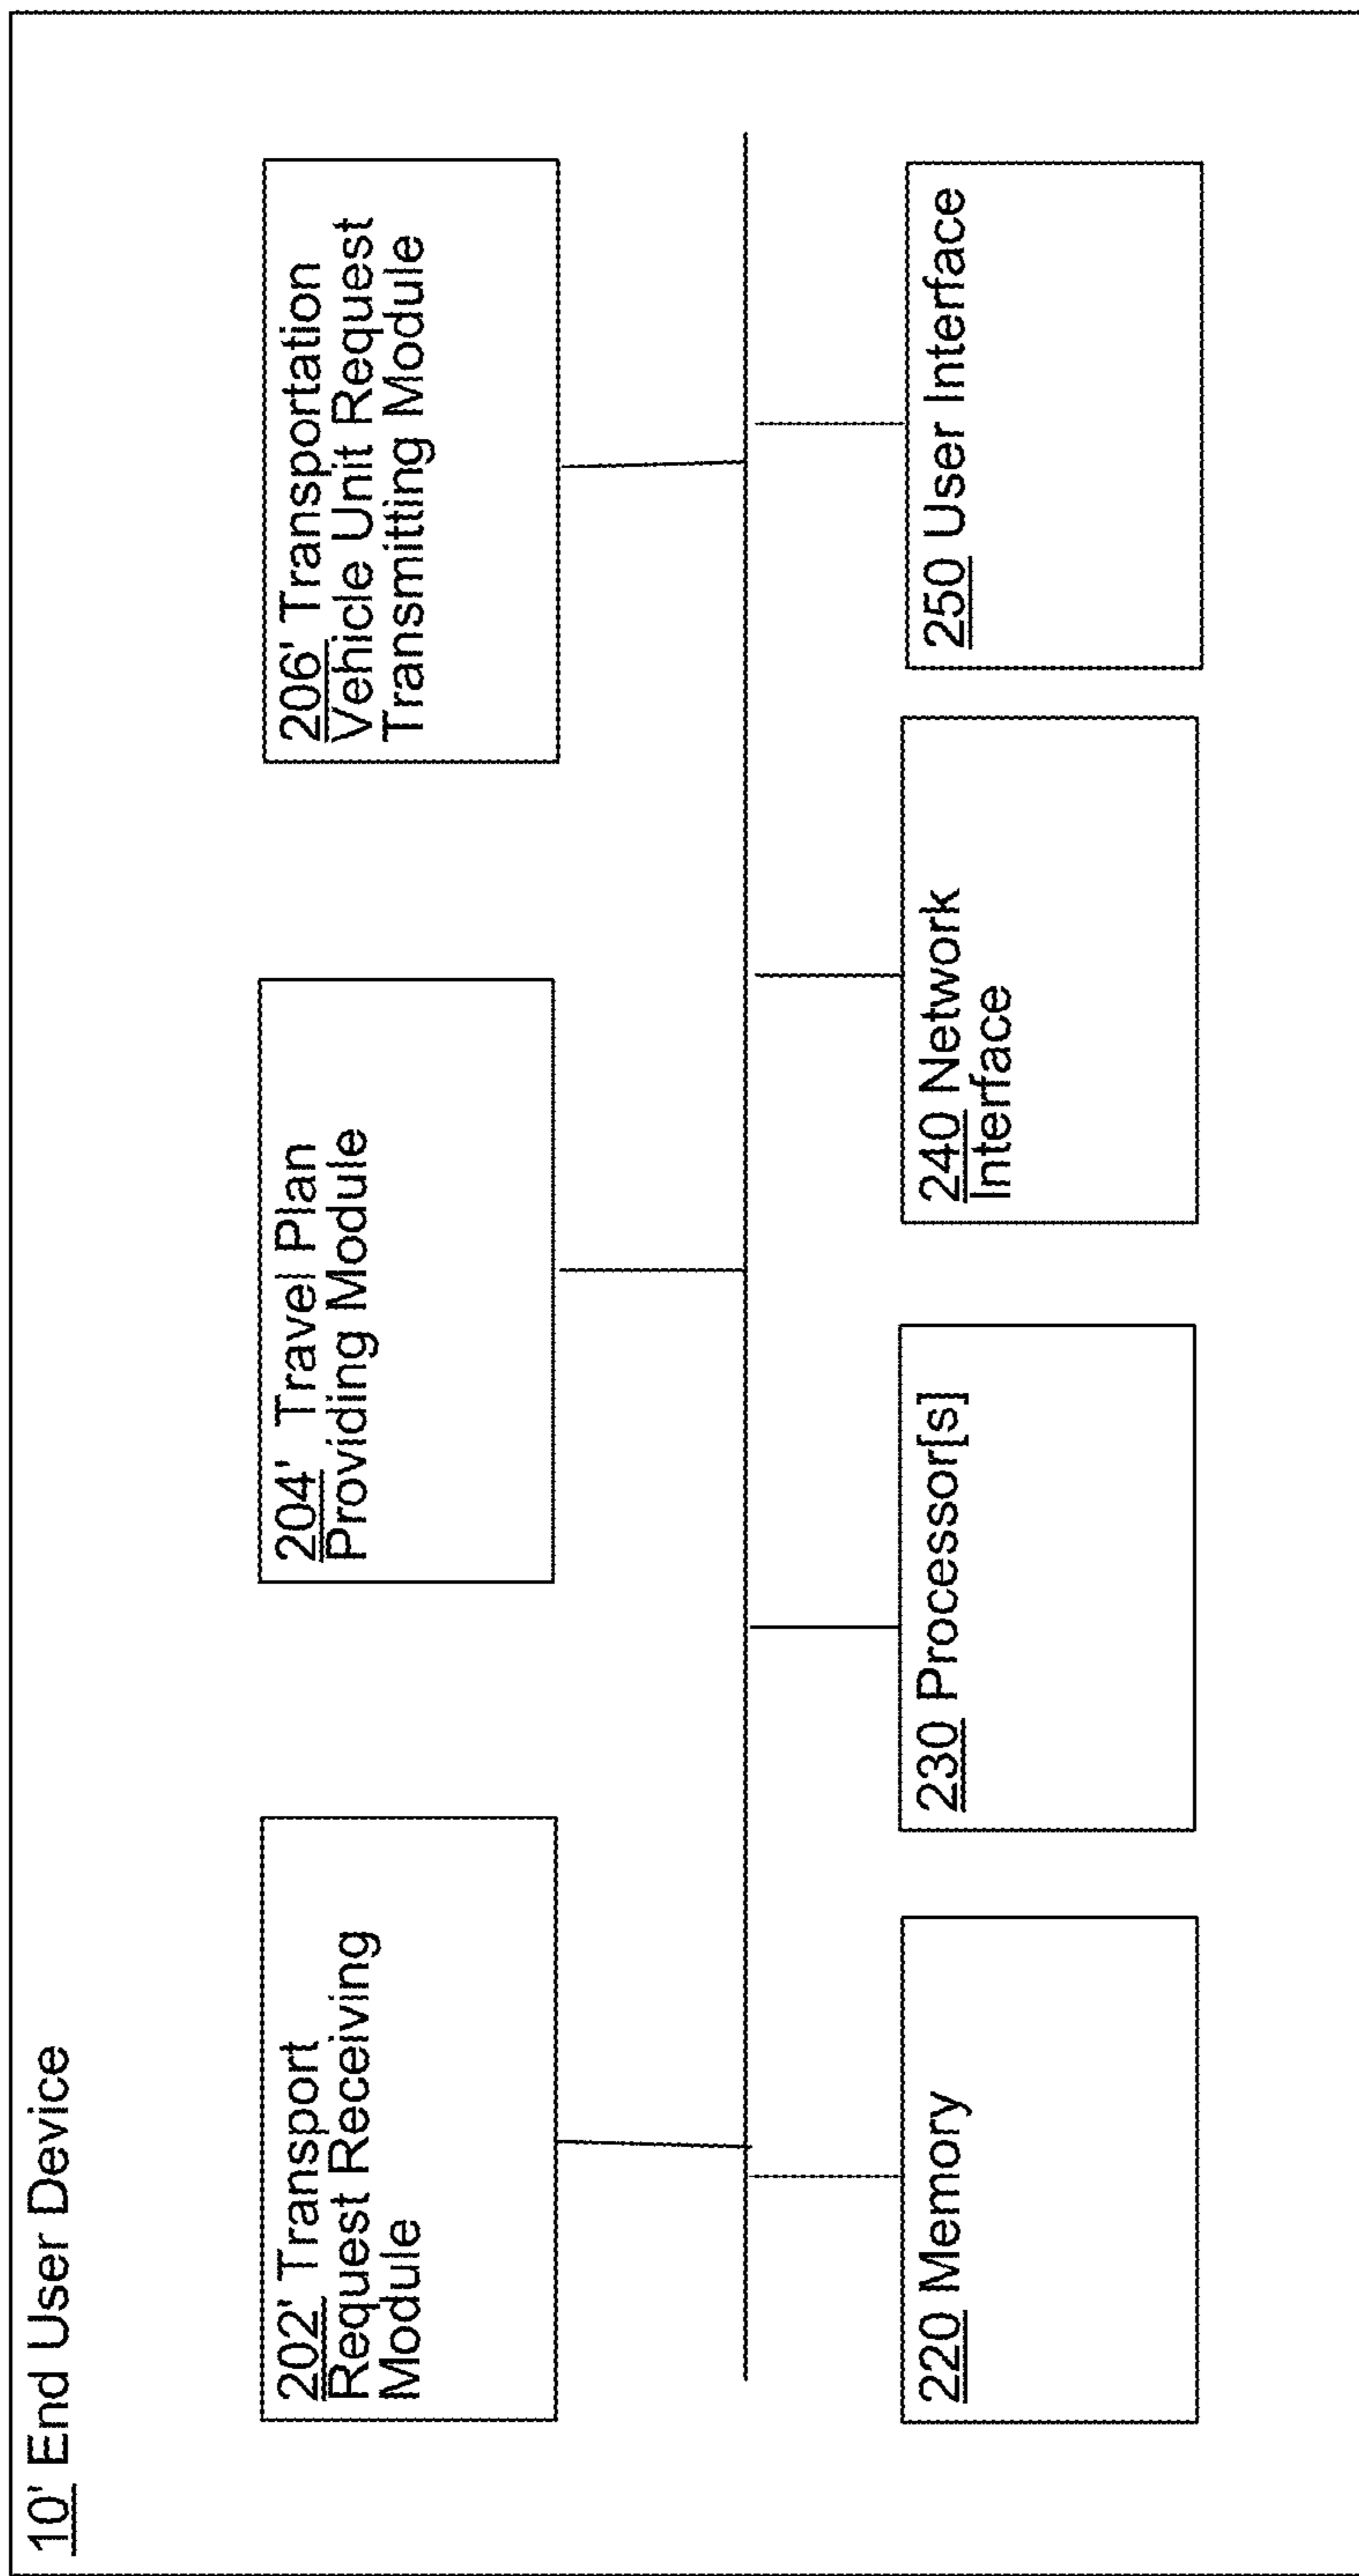 10' End User Device
202' Transport
Request Receiving
Module
204' Travel Plan
Providing Module
206' Transportation
Vehicle Unit Request
Transmitting Module
220 Memory
230 Processor[s]
240 Network
Interface
250 User Interface